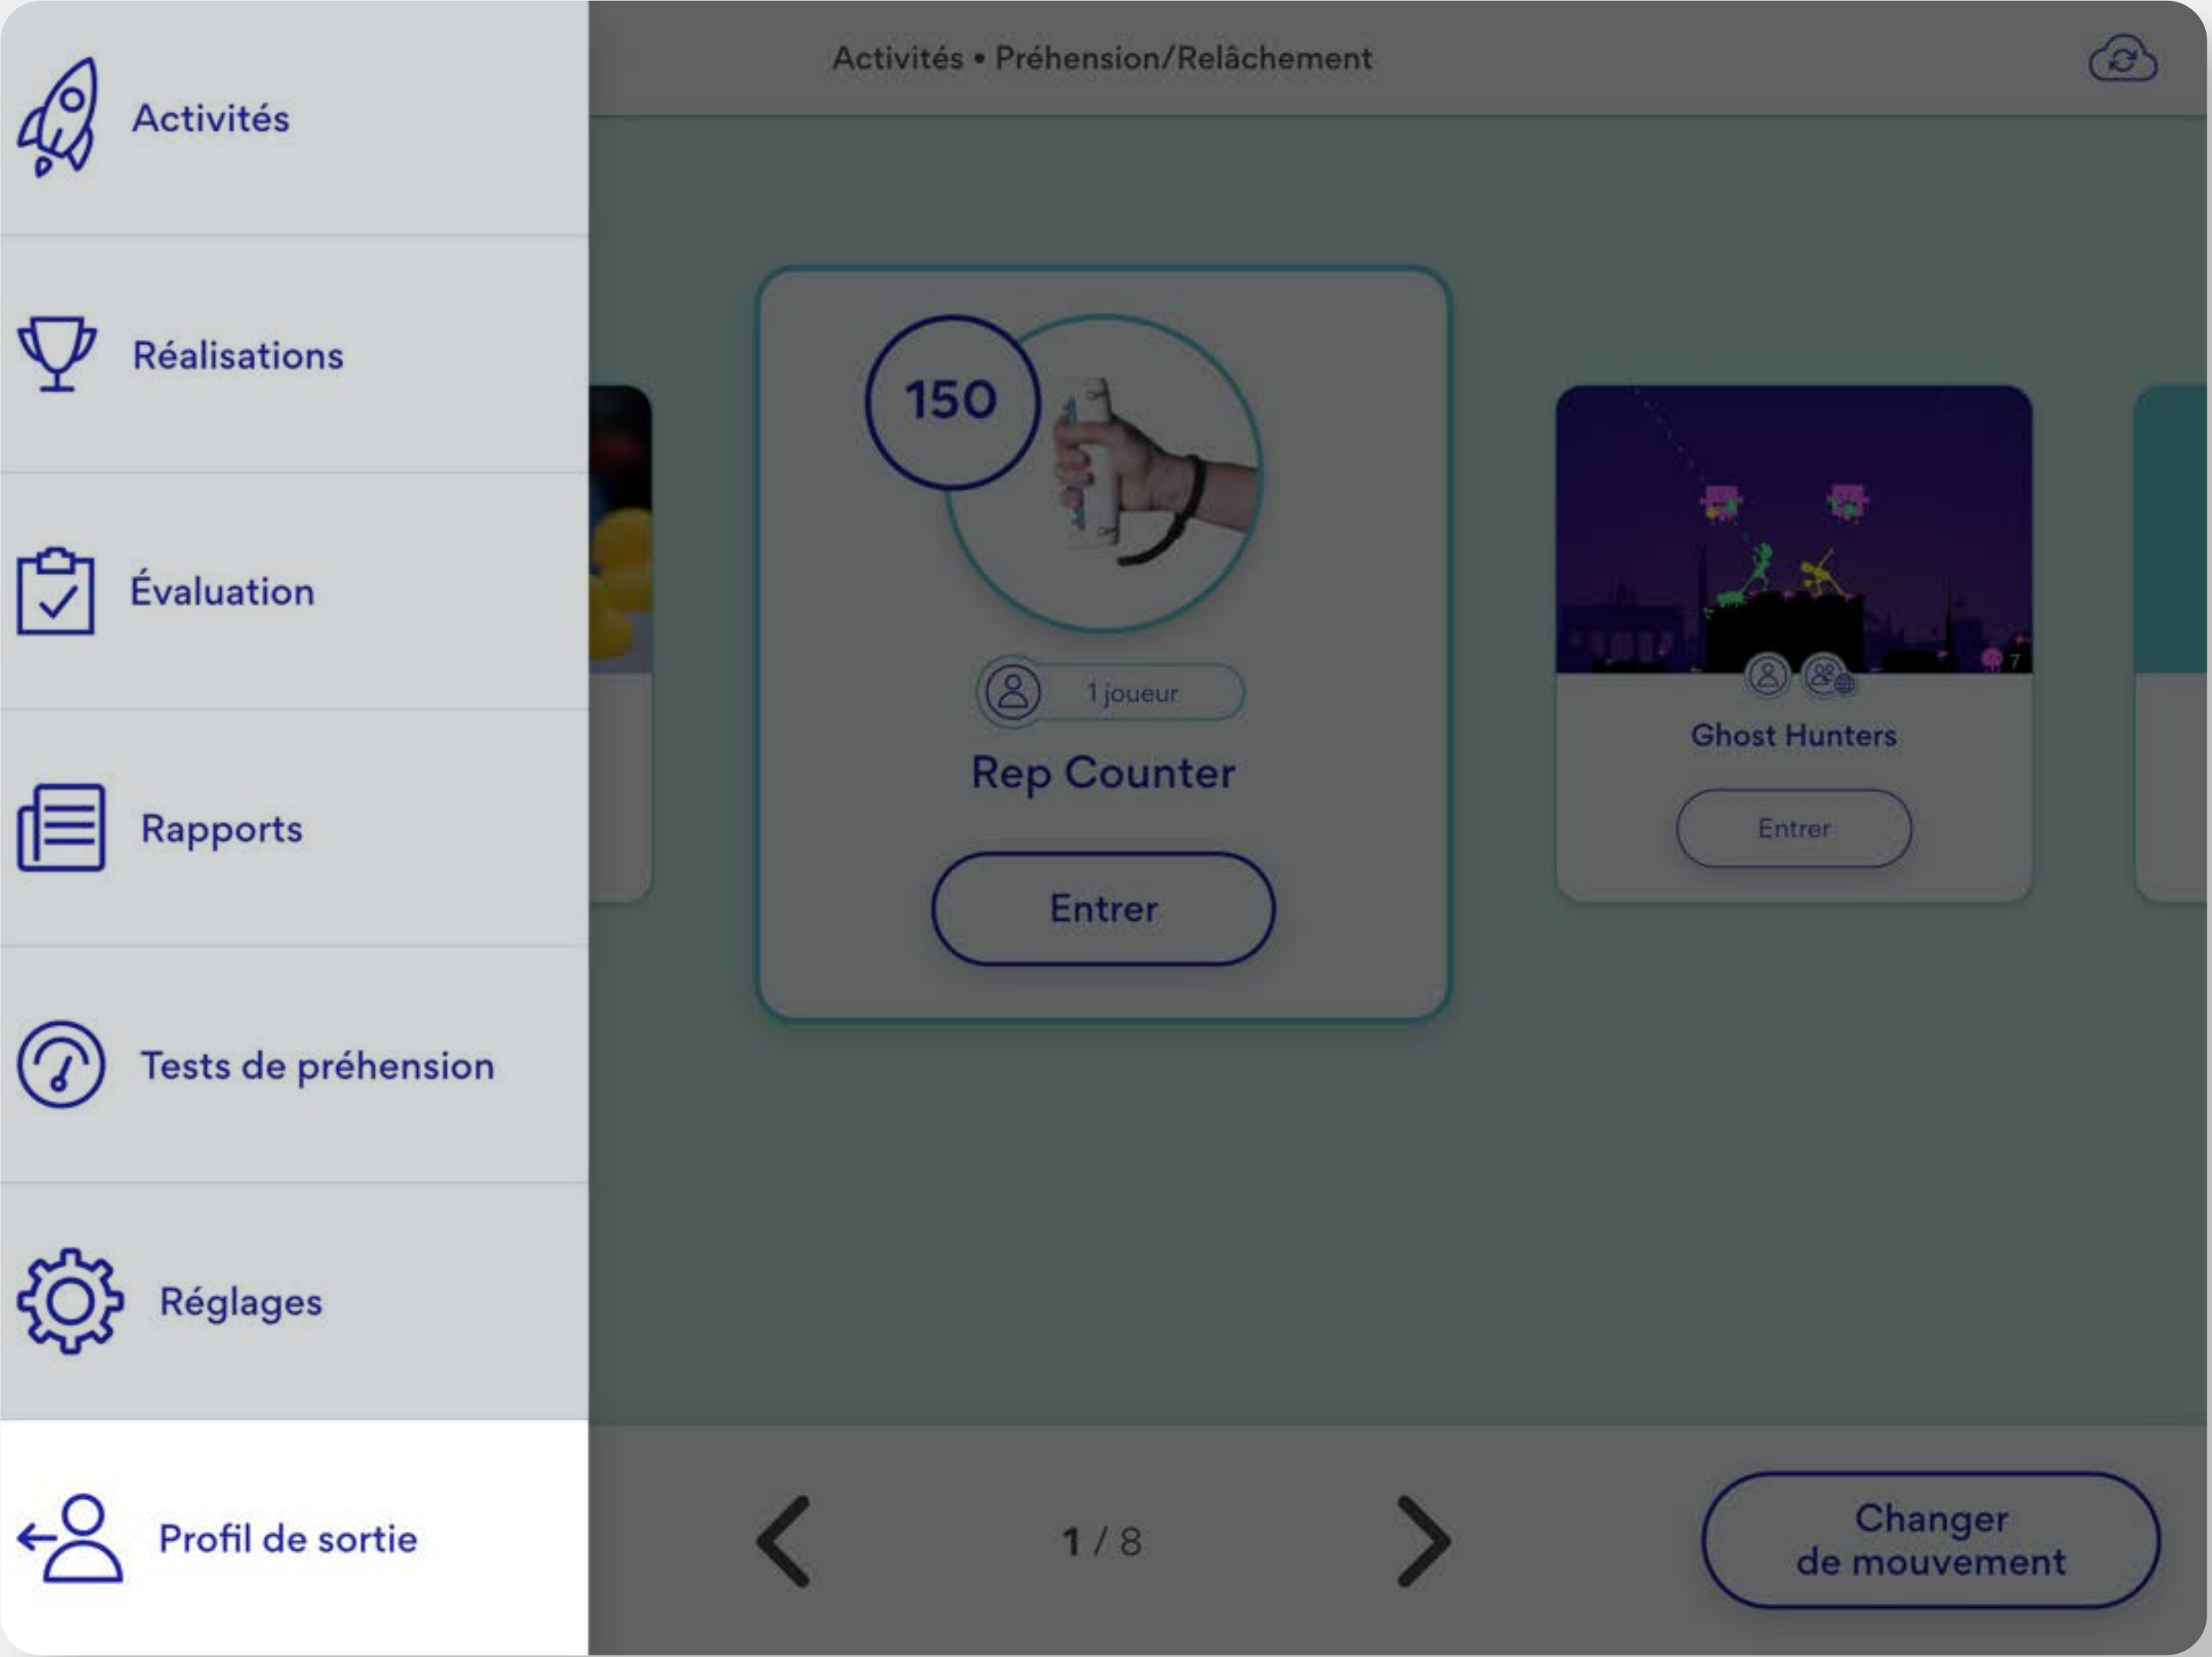 Activités
Réalisations
Évaluation
Rapports
Tests de préhension
Réglages
Profil de sortie
Activités • Préhension/Relâchement
150
1 joueur
Rep Counter
Entrer
7
Ghost Hunters
Entrer
1 / 8
Changer
de mouvement